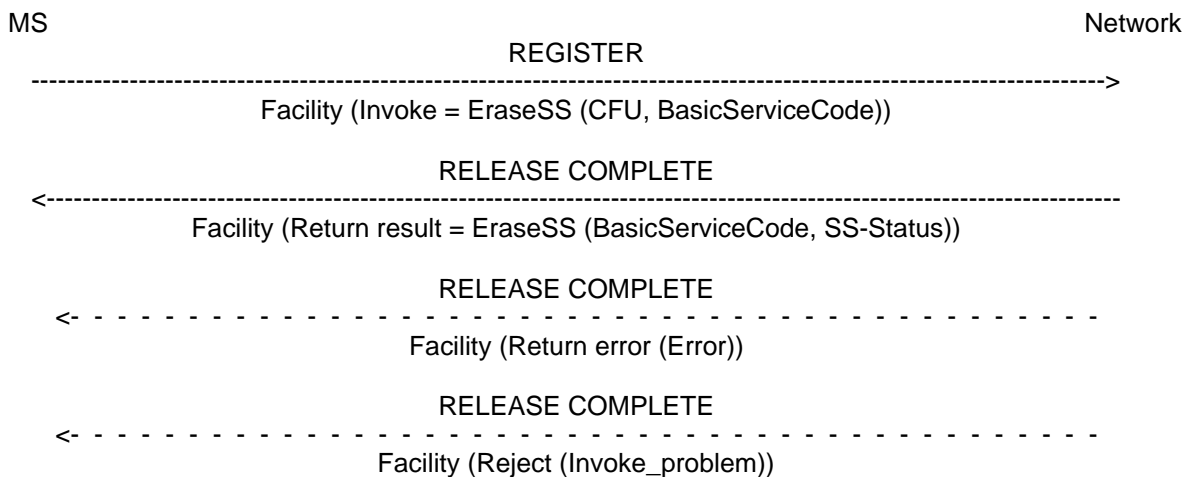 MS Network
REGISTER
Facility (Invoke = EraseSS (CFU, BasicServiceCode))
RELEASE COMPLETE
Facility (Return result = EraseSS (BasicServiceCode, SS-Status))
RELEASE COMPLETE
Facility (Return error (Error))
RELEASE COMPLETE
Facility (Reject (Invoke_problem))